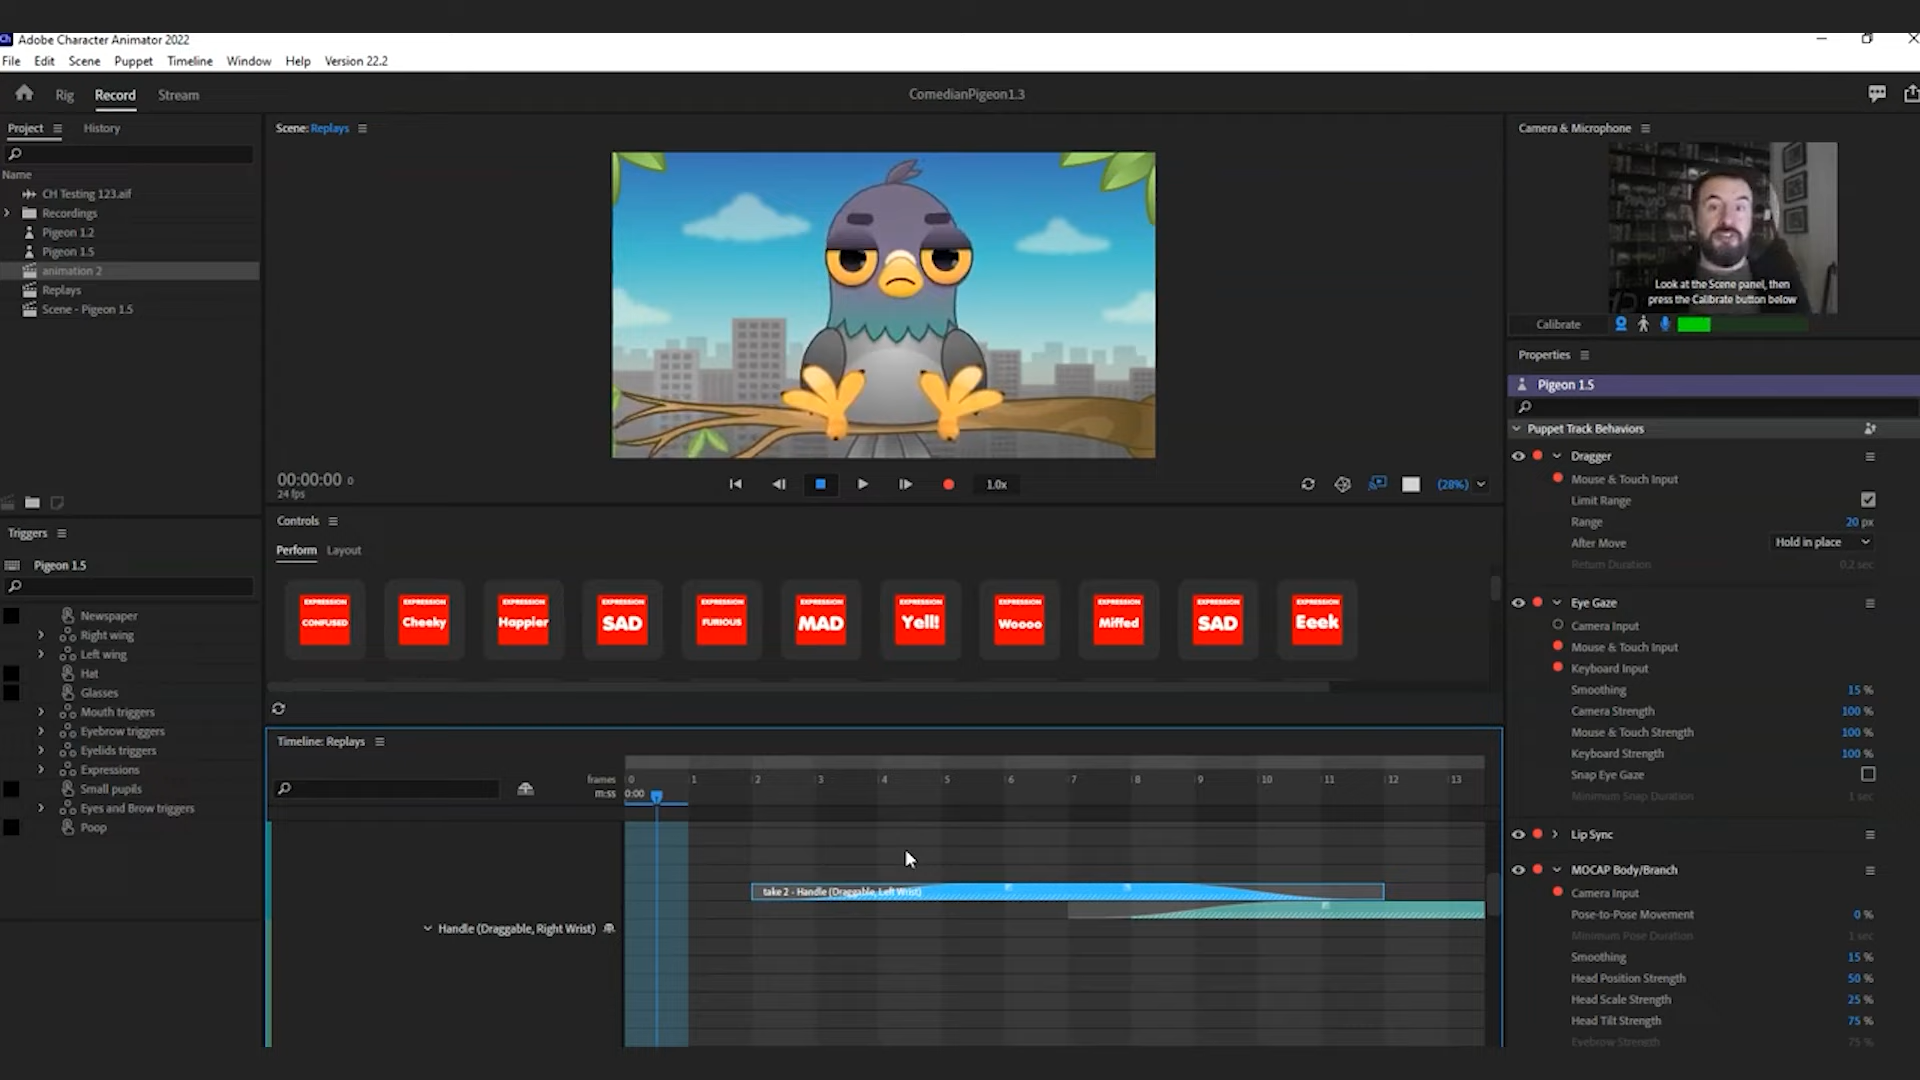 Ch Adobe Character Animator 2022
File Edit Scene Puppet Timeline Window Help Version 22.2
Rig Record Stream
ComedianPigeon1.3
Project History
Name
CH Testing 123.aif
Recordings
Pigeon 1.2
Pigeon 1.5
animation 2
Replays
Scene - Pigeon 1.5
Triggers
Pigeon 1.5
Newspaper
Right wing
Left wing
Hat
Glasses
Mouth triggers
Eyebrow triggers
Eyelids triggers
Expressions
Small pupils
Eyes and Brow triggers
Poop
Scene: Replays
00:00:00 0
24 fps
1.0x
(28%)
Controls
Perform Layout
EXPRESSION CONFUSED
EXPRESSION Cheeky
EXPRESSION Happier
EXPRESSION SAD
EXPRESSION FURIOUS
EXPRESSION MAD
EXPRESSION Yell!
EXPRESSION Woooo
EXPRESSION Miffed
EXPRESSION SAD
EXPRESSION Eeek
Timeline: Replays
frames 0 1 2 3 4 5 6 7 8 9 10 11 12 13
m:ss 0:00
take 2 - Handle (Draggable, Left Wrist)
Handle (Draggable, Right Wrist)
Camera & Microphone
Look at the Scene panel, then
press the Calibrate button below
Calibrate
Properties
Pigeon 1.5
Puppet Track Behaviors
Dragger
Mouse & Touch Input
Limit Range
Range 20 px
After Move Hold in place
Return Duration 0.2 sec
Eye Gaze
Camera Input
Mouse & Touch Input
Keyboard Input
Smoothing 15 %
Camera Strength 100 %
Mouse & Touch Strength 100 %
Keyboard Strength 100 %
Snap Eye Gaze
Minimum Snap Duration 1 sec
Lip Sync
MOCAP Body/Branch
Camera Input
Pose-to-Pose Movement 0 %
Minimum Pose Duration 1 sec
Smoothing 15 %
Head Position Strength 50 %
Head Scale Strength 25 %
Head Tilt Strength 75 %
Eyebrow Strength 75 %